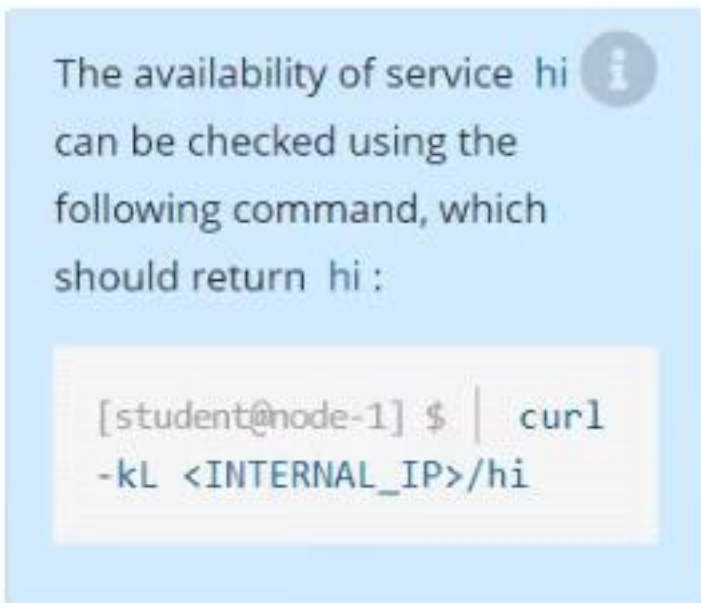 The availability of service hi
can be checked using the
following command, which
should return hi :
[student@node-1] $ | curl
-kL <INTERNAL_IP>/hi